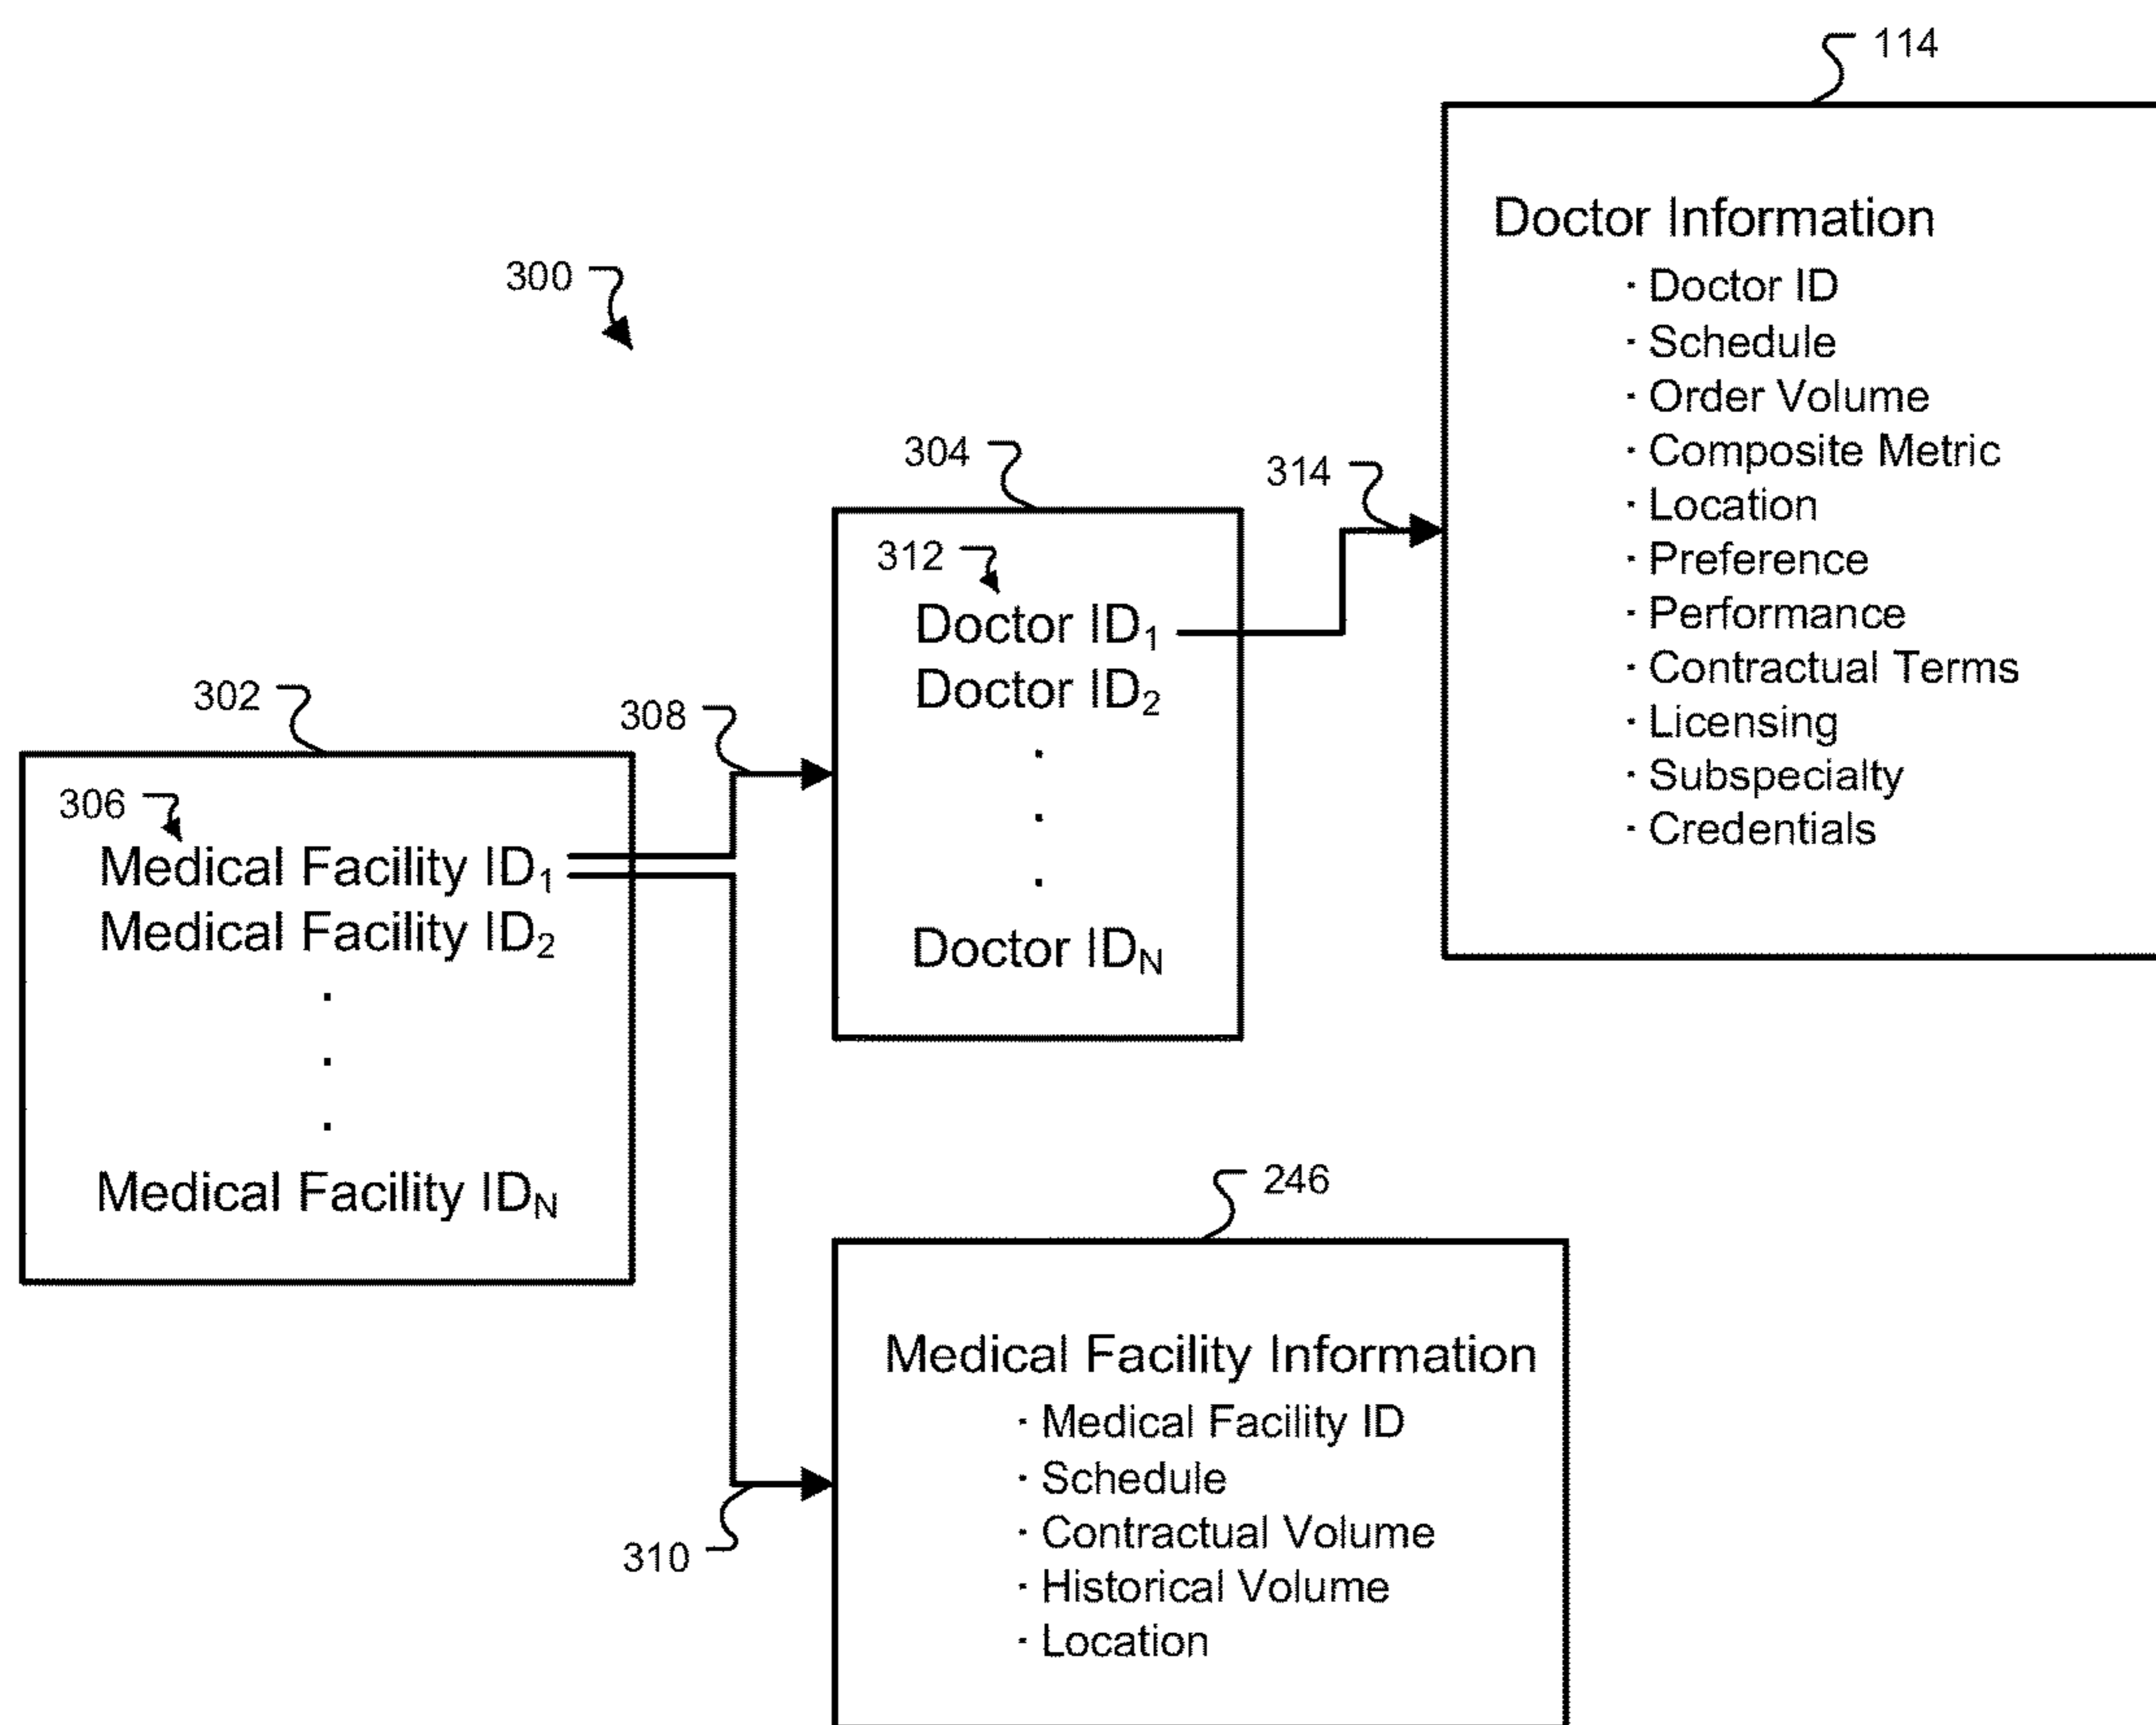 114
Doctor Information
· Doctor ID
· Schedule
· Order Volume
· Composite Metric
· Location
· Preference
· Performance
· Contractual Terms
· Licensing
· Subspecialty
· Credentials
300
304
314
312
Doctor ID₁
Doctor ID₂
.
.
.
Doctor IDN
302
308
306
Medical Facility ID₁
Medical Facility ID₂
.
.
.
Medical Facility IDN
246
Medical Facility Information
· Medical Facility ID
· Schedule
· Contractual Volume
· Historical Volume
· Location
310